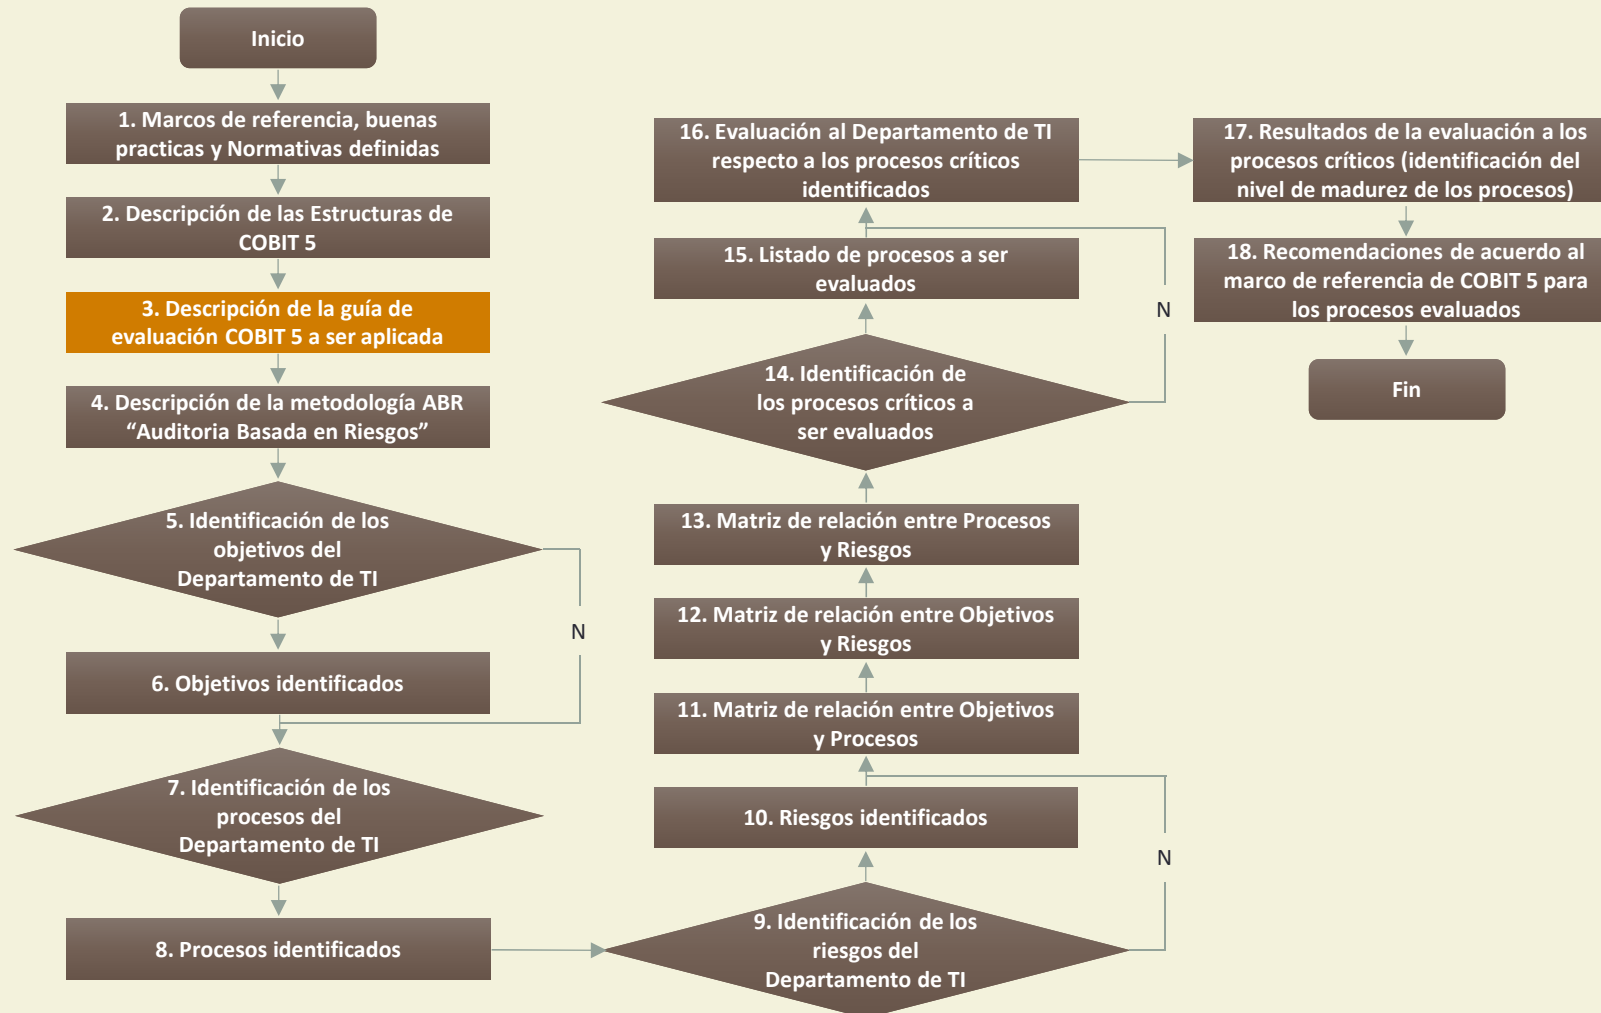 Inicio
1. Marcos de referencia, buenas
practicas y Normativas definidas
2. Descripción de las Estructuras de
COBIT 5
3. Descripción de la guía de
evaluación COBIT 5 a ser aplicada
4. Descripción de la metodología ABR
“Auditoria Basada en Riesgos”
5. Identificación de los
objetivos del
Departamento de TI
N
6. Objetivos identificados
7. Identificación de los
procesos del
Departamento de TI
8. Procesos identificados
9. Identificación de los
riesgos del
Departamento de TI
N
10. Riesgos identificados
11. Matriz de relación entre Objetivos
y Procesos
12. Matriz de relación entre Objetivos
y Riesgos
13. Matriz de relación entre Procesos
y Riesgos
14. Identificación de
los procesos críticos a
ser evaluados
N
15. Listado de procesos a ser
evaluados
16. Evaluación al Departamento de TI
respecto a los procesos críticos
identificados
17. Resultados de la evaluación a los
procesos críticos (identificación del
nivel de madurez de los procesos)
18. Recomendaciones de acuerdo al
marco de referencia de COBIT 5 para
los procesos evaluados
Fin